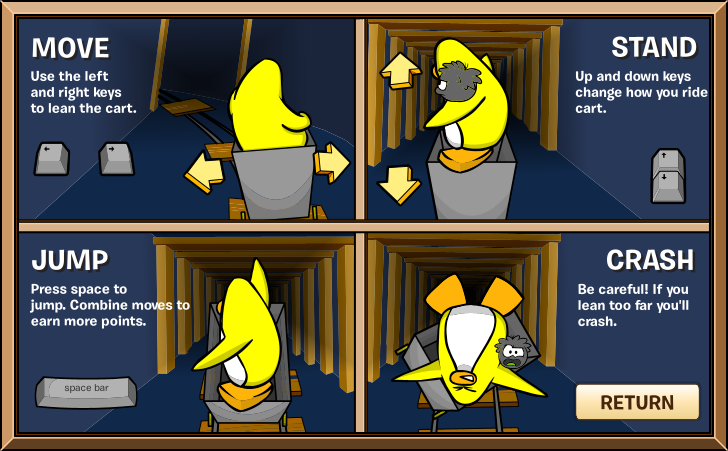 MOVE
Use the left
and right keys
to lean the cart.
←
→
STAND
Up and down keys
change how you ride
cart.
↑
↓
JUMP
Press space to
jump. Combine moves to
earn more points.
space bar
CRASH
Be careful! If you
lean too far you'll
crash.
RETURN